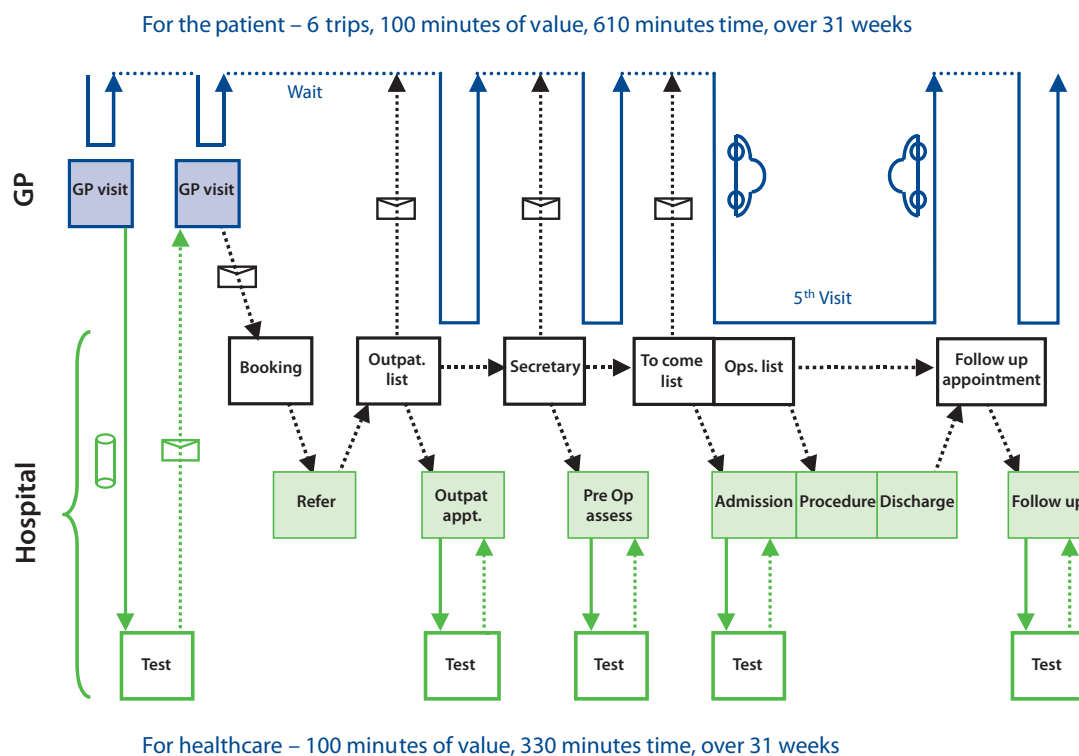 For the patient – 6 trips, 100 minutes of value, 610 minutes time, over 31 weeks
Wait
GP
GP visit
GP visit
5th Visit
Hospital
Booking
Outpat.
list
Secretary
To come
list
Ops. list
Follow up
appointment
Refer
Outpat
appt.
Pre Op
assess
Admission
Procedure
Discharge
Follow up
Test
Test
Test
Test
Test
For healthcare – 100 minutes of value, 330 minutes time, over 31 weeks